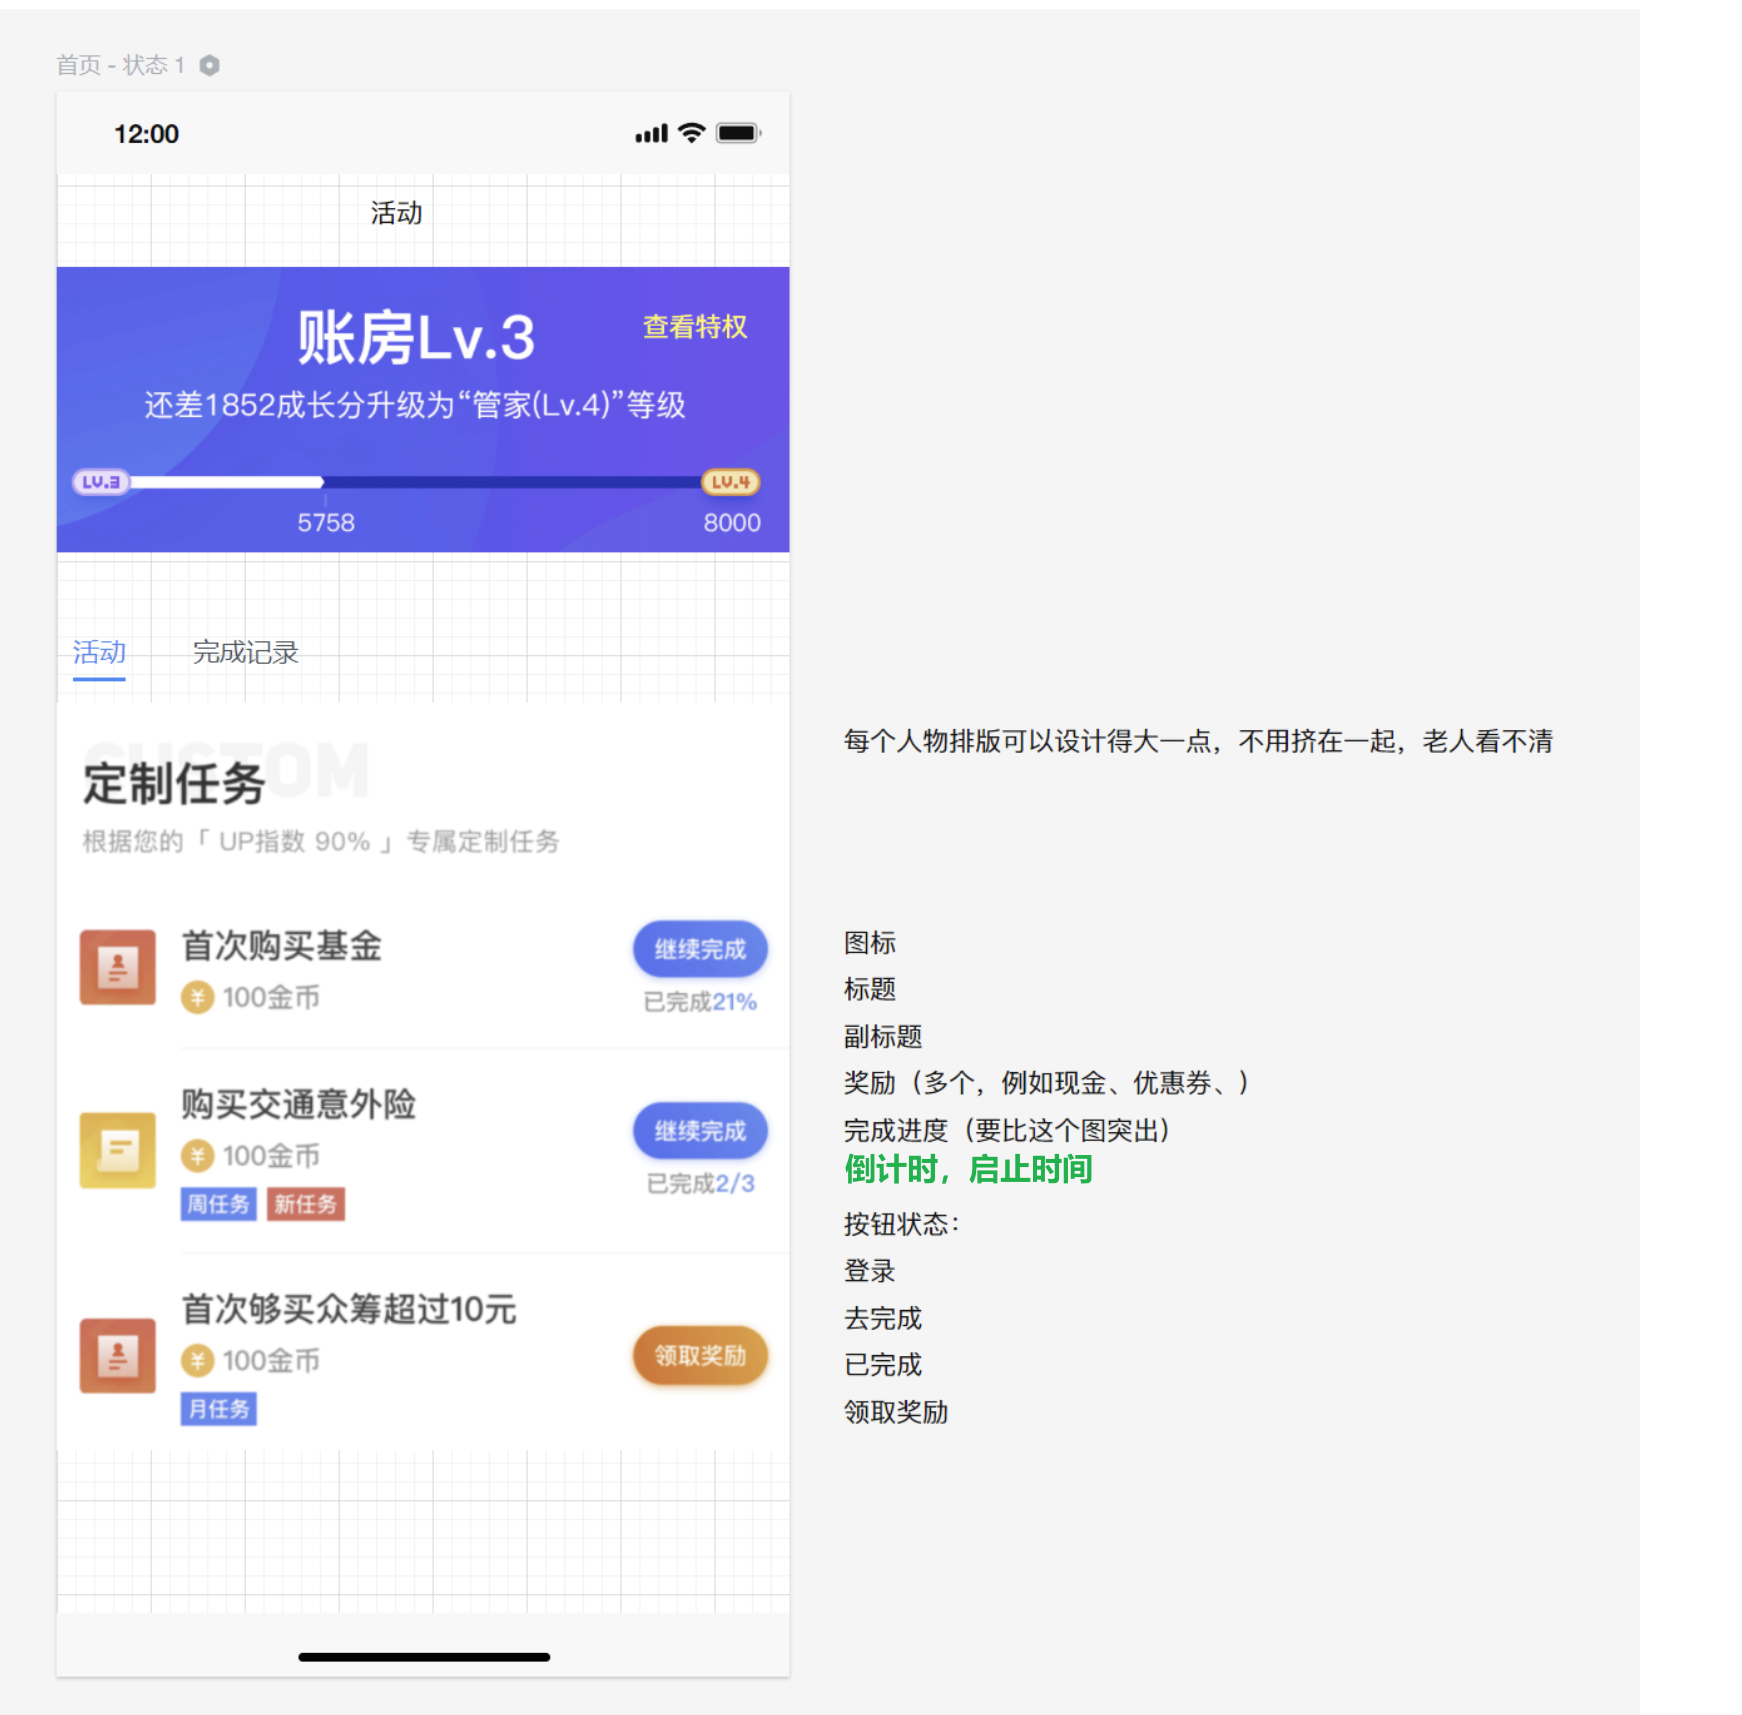 首页 - 状态 1
12:00
活动
账房Lv.3
查看特权
还差1852成长分升级为“管家(Lv.4)”等级
LV.3
LV.4
5758
8000
活动
完成记录
CUSTOM
定制任务
根据您的「 UP指数 90% 」专属定制任务
首次购买基金
100金币
继续完成
已完成21%
购买交通意外险
100金币
周任务 新任务
继续完成
已完成2/3
首次够买众筹超过10元
100金币
月任务
领取奖励
每个人物排版可以设计得大一点，不用挤在一起，老人看不清
图标
标题
副标题
奖励（多个，例如现金、优惠券、）
完成进度（要比这个图突出）
倒计时，启止时间
按钮状态：
登录
去完成
已完成
领取奖励